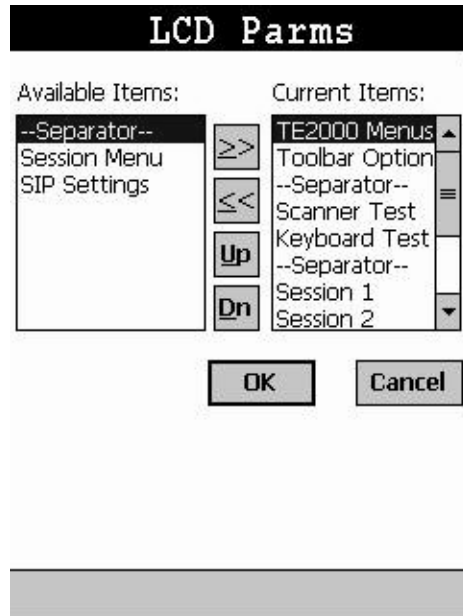 LCD Parms
Available Items:
--Separator--
Session Menu
SIP Settings
>>
<<
Up
Dn
Current Items:
TE2000 Menus
Toolbar Option
--Separator--
Scanner Test
Keyboard Test
--Separator--
Session 1
Session 2
OK
Cancel